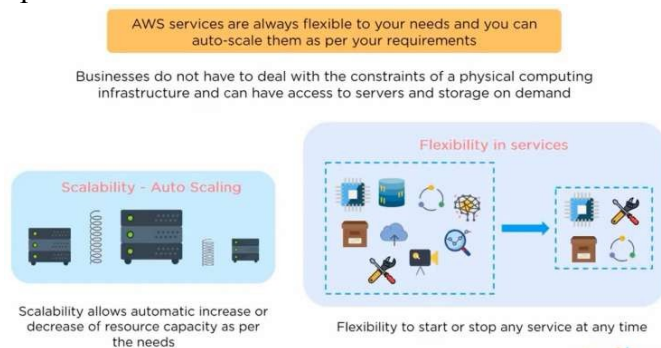 AWS services are always flexible to your needs and you can
auto-scale them as per your requirements
Businesses do not have to deal with the constraints of a physical computing
infrastructure and can have access to servers and storage on demand
Scalability - Auto Scaling
Scalability allows automatic increase or
decrease of resource capacity as per
the needs
Flexibility in services
Flexibility to start or stop any service at any time